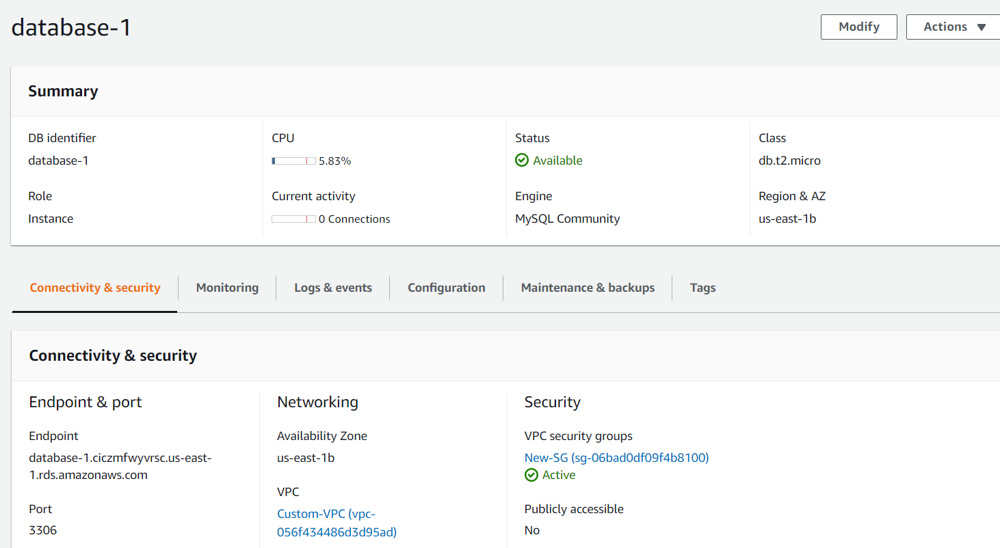 database-1
Modify
Actions
Summary
DB identifier
database-1
CPU
5.83%
Status
Available
Class
db.t2.micro
Role
Instance
Current activity
0 Connections
Engine
MySQL Community
Region & AZ
us-east-1b
Connectivity & security
Monitoring
Logs & events
Configuration
Maintenance & backups
Tags
Connectivity & security
Endpoint & port
Endpoint
database-1.ciczmfwyvrsc.us-east-
1.rds.amazonaws.com
Port
3306
Networking
Availability Zone
us-east-1b
VPC
Custom-VPC (vpc-
056f434486d3d95ad)
Security
VPC security groups
New-SG (sg-06bad0df09f4b8100)
Active
Publicly accessible
No